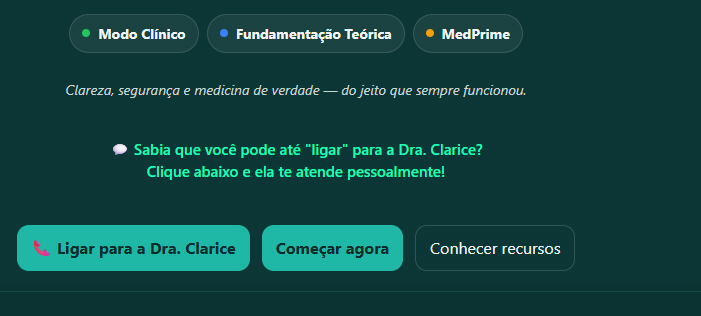 Modo Clínico
Fundamentação Teórica
MedPrime
Clareza, segurança e medicina de verdade — do jeito que sempre funcionou.
Sabia que você pode até "ligar" para a Dra. Clarice?
Clique abaixo e ela te atende pessoalmente!
Ligar para a Dra. Clarice
Começar agora
Conhecer recursos